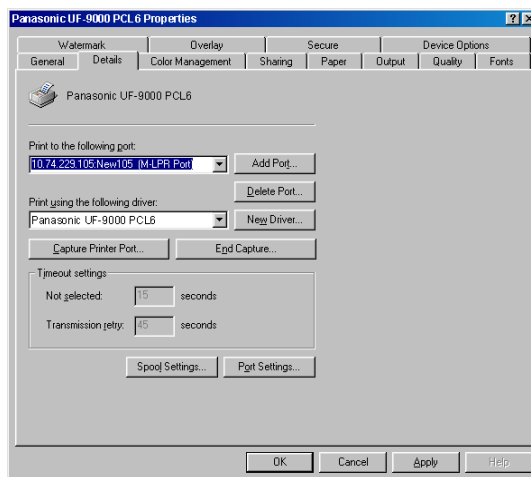 Panasonic UF-9000 PCL6 Properties
Watermark Overlay Secure Device Options
General Details Color Management Sharing Paper Output Quality Fonts
Panasonic UF-9000 PCL6
Print to the following port:
10.74.229.105:New105 (M-LPR Port) Add Port...
Delete Port...
Print using the following driver:
Panasonic UF-9000 PCL6 New Driver...
Capture Printer Port... End Capture...
Timeout settings
Not selected: 15 seconds
Transmission retry: 45 seconds
Spool Settings... Port Settings...
OK Cancel Apply Help